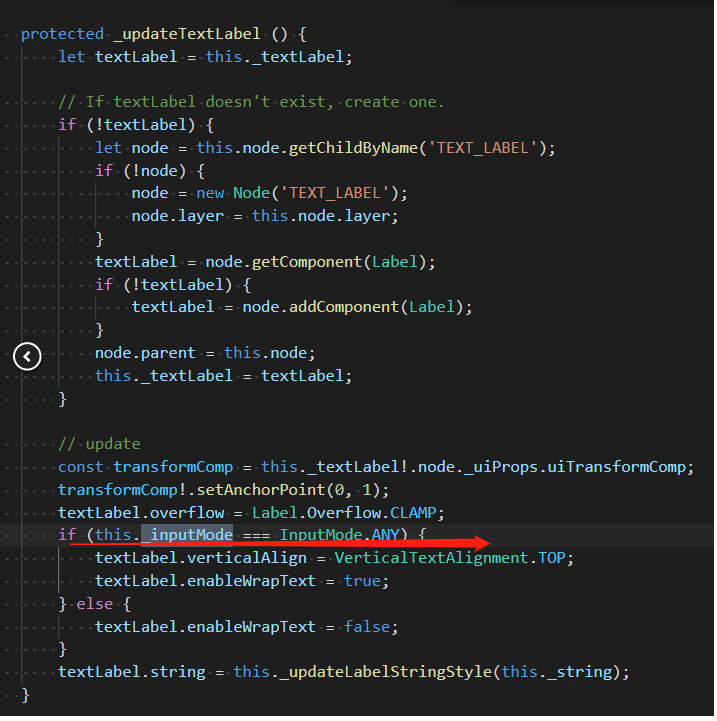 protected _updateTextLabel () {
let textLabel = this._textLabel;
// If textLabel doesn't exist, create one.
if (!textLabel) {
let node = this.node.getChildByName('TEXT_LABEL');
if (!node) {
node = new Node('TEXT_LABEL');
node.layer = this.node.layer;
}
textLabel = node.getComponent(Label);
if (!textLabel) {
textLabel = node.addComponent(Label);
}
node.parent = this.node;
this._textLabel = textLabel;
}
// update
const transformComp = this._textLabel!.node._uiProps.uiTransformComp;
transformComp!.setAnchorPoint(0, 1);
textLabel.overflow = Label.Overflow.CLAMP;
if (this._inputMode === InputMode.ANY) {
textLabel.verticalAlign = VerticalTextAlignment.TOP;
textLabel.enableWrapText = true;
} else {
textLabel.enableWrapText = false;
}
textLabel.string = this._updateLabelStringStyle(this._string);
}